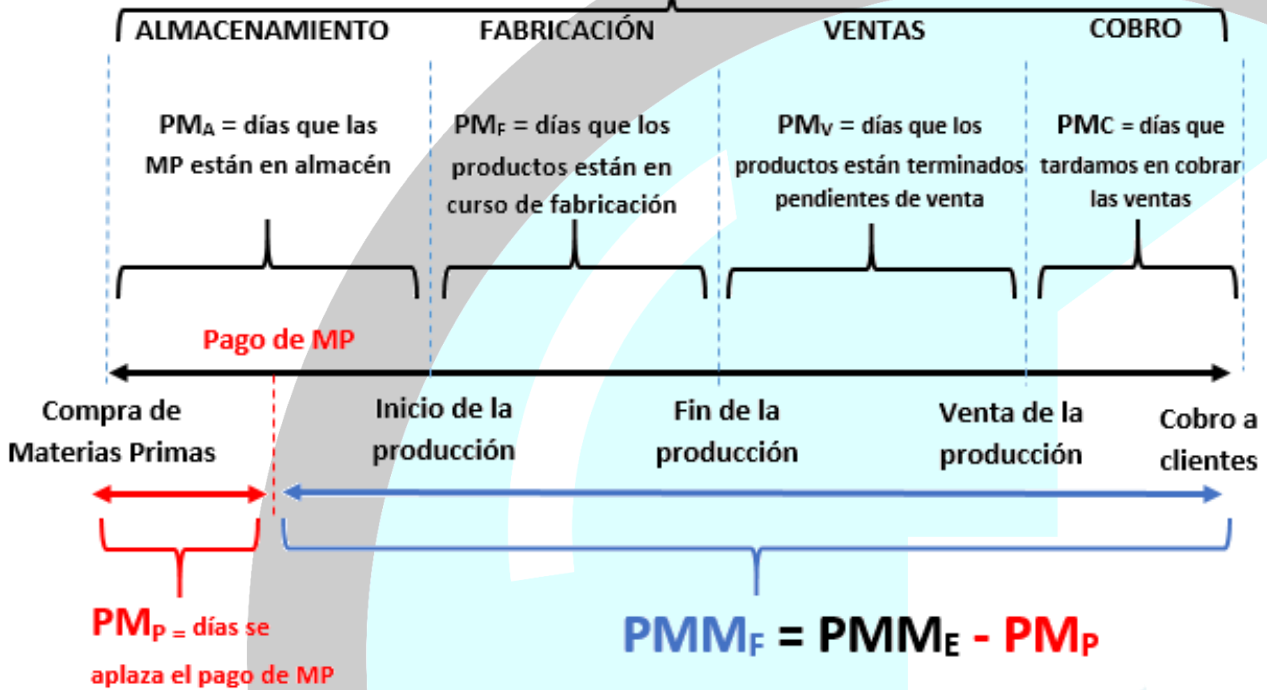 ALMACENAMIENTO FABRICACIÓN VENTAS COBRO
PMA = días que las
MP están en almacén
PMF = días que los
productos están en
curso de fabricación
PMV = días que los
productos están terminados
pendientes de venta
PMC = días que
tardamos en cobrar
las ventas
Pago de MP
Compra de
Materias Primas
Inicio de la
producción
Fin de la
producción
Venta de la
producción
Cobro a
clientes
PMP = días se
aplaza el pago de MP
PMMF = PMME - PMP